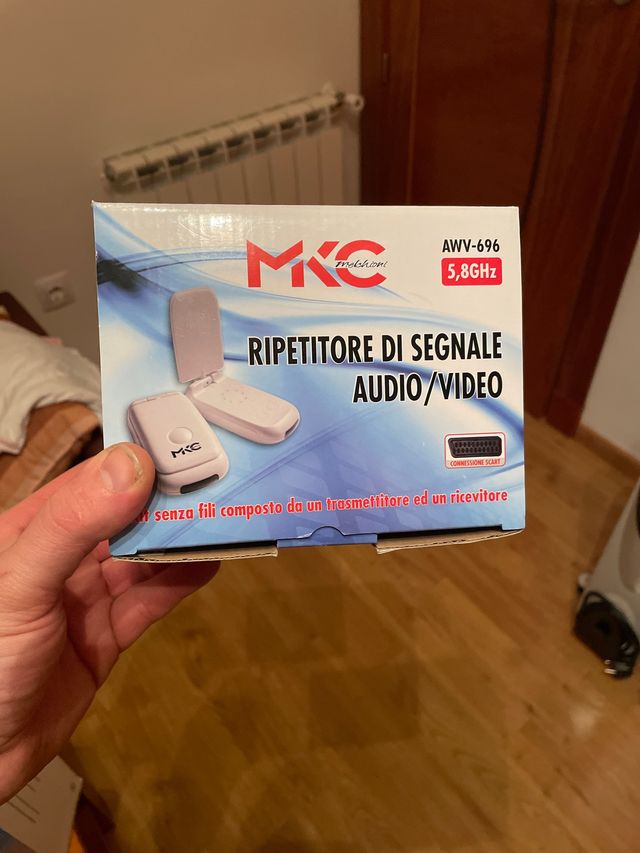 MKC
Melchioni
AWV-696
5,8GHz
RIPETITORE DI SEGNALE
AUDIO/VIDEO
MKC
CONNESSIONE SCART
senza fili composto da un trasmettitore ed un ricevitore